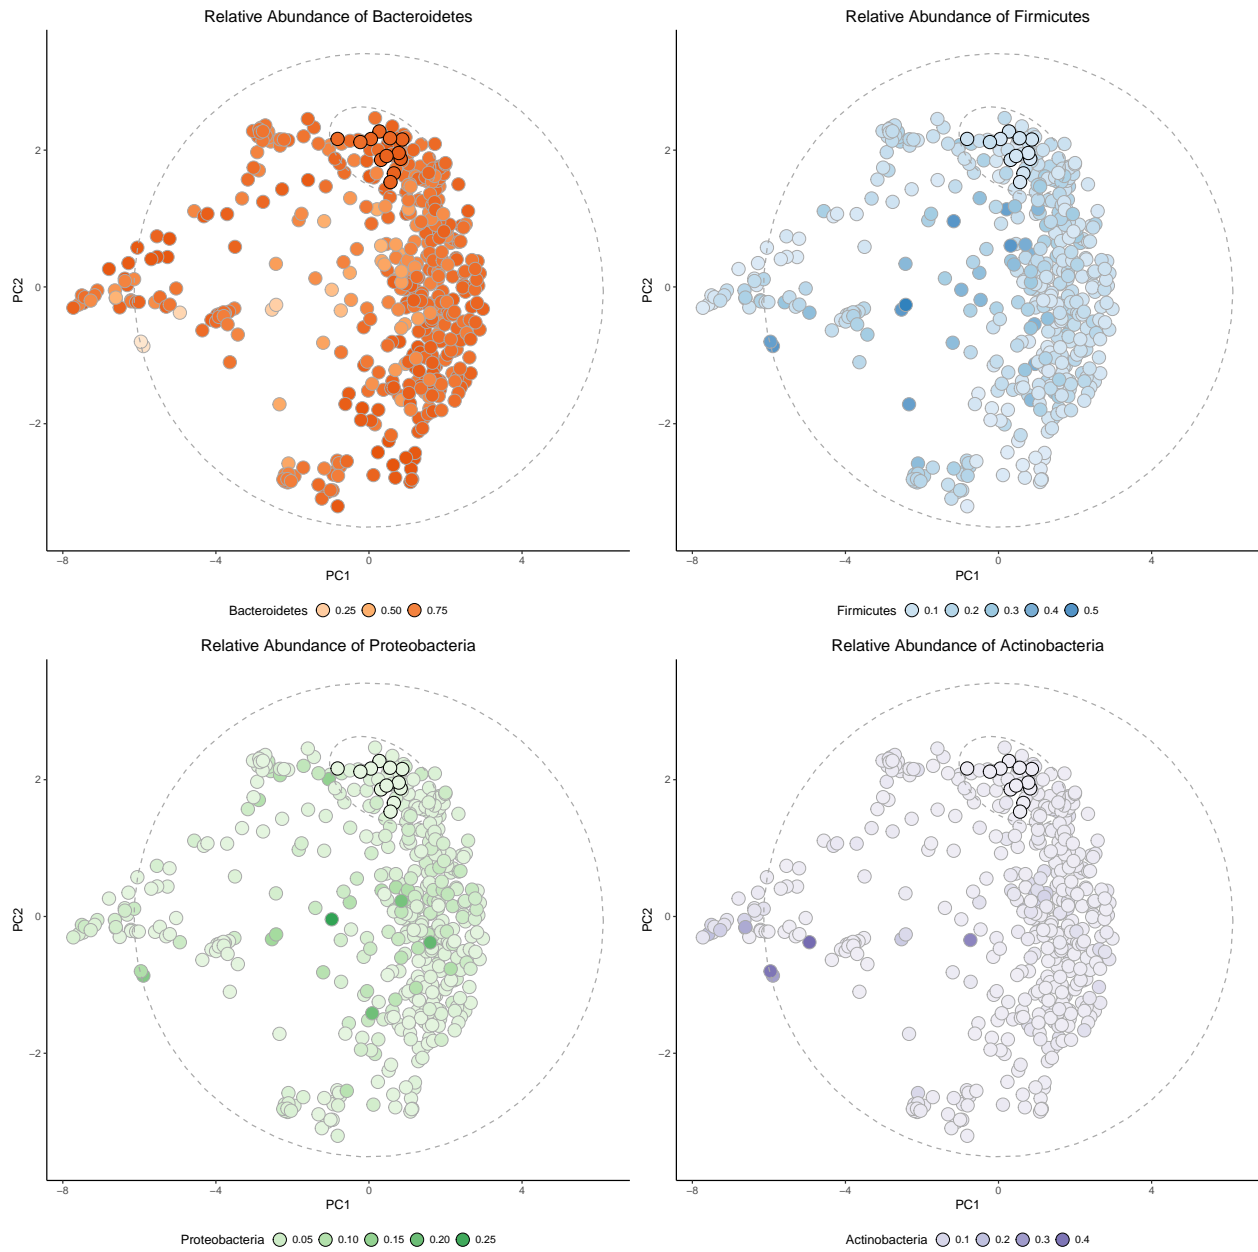 Relative Abundance of Bacteroidetes
2
0
−2
PC2
−8
−4
0
4
PC1
Bacteroidetes 0.25 0.50 0.75
Relative Abundance of Firmicutes
2
0
−2
PC2
−8
−4
0
4
PC1
Firmicutes 0.1 0.2 0.3 0.4 0.5
Relative Abundance of Proteobacteria
2
0
−2
PC2
−8
−4
0
4
PC1
Proteobacteria 0.05 0.10 0.15 0.20 0.25
Relative Abundance of Actinobacteria
2
0
−2
PC2
−8
−4
0
4
PC1
Actinobacteria 0.1 0.2 0.3 0.4